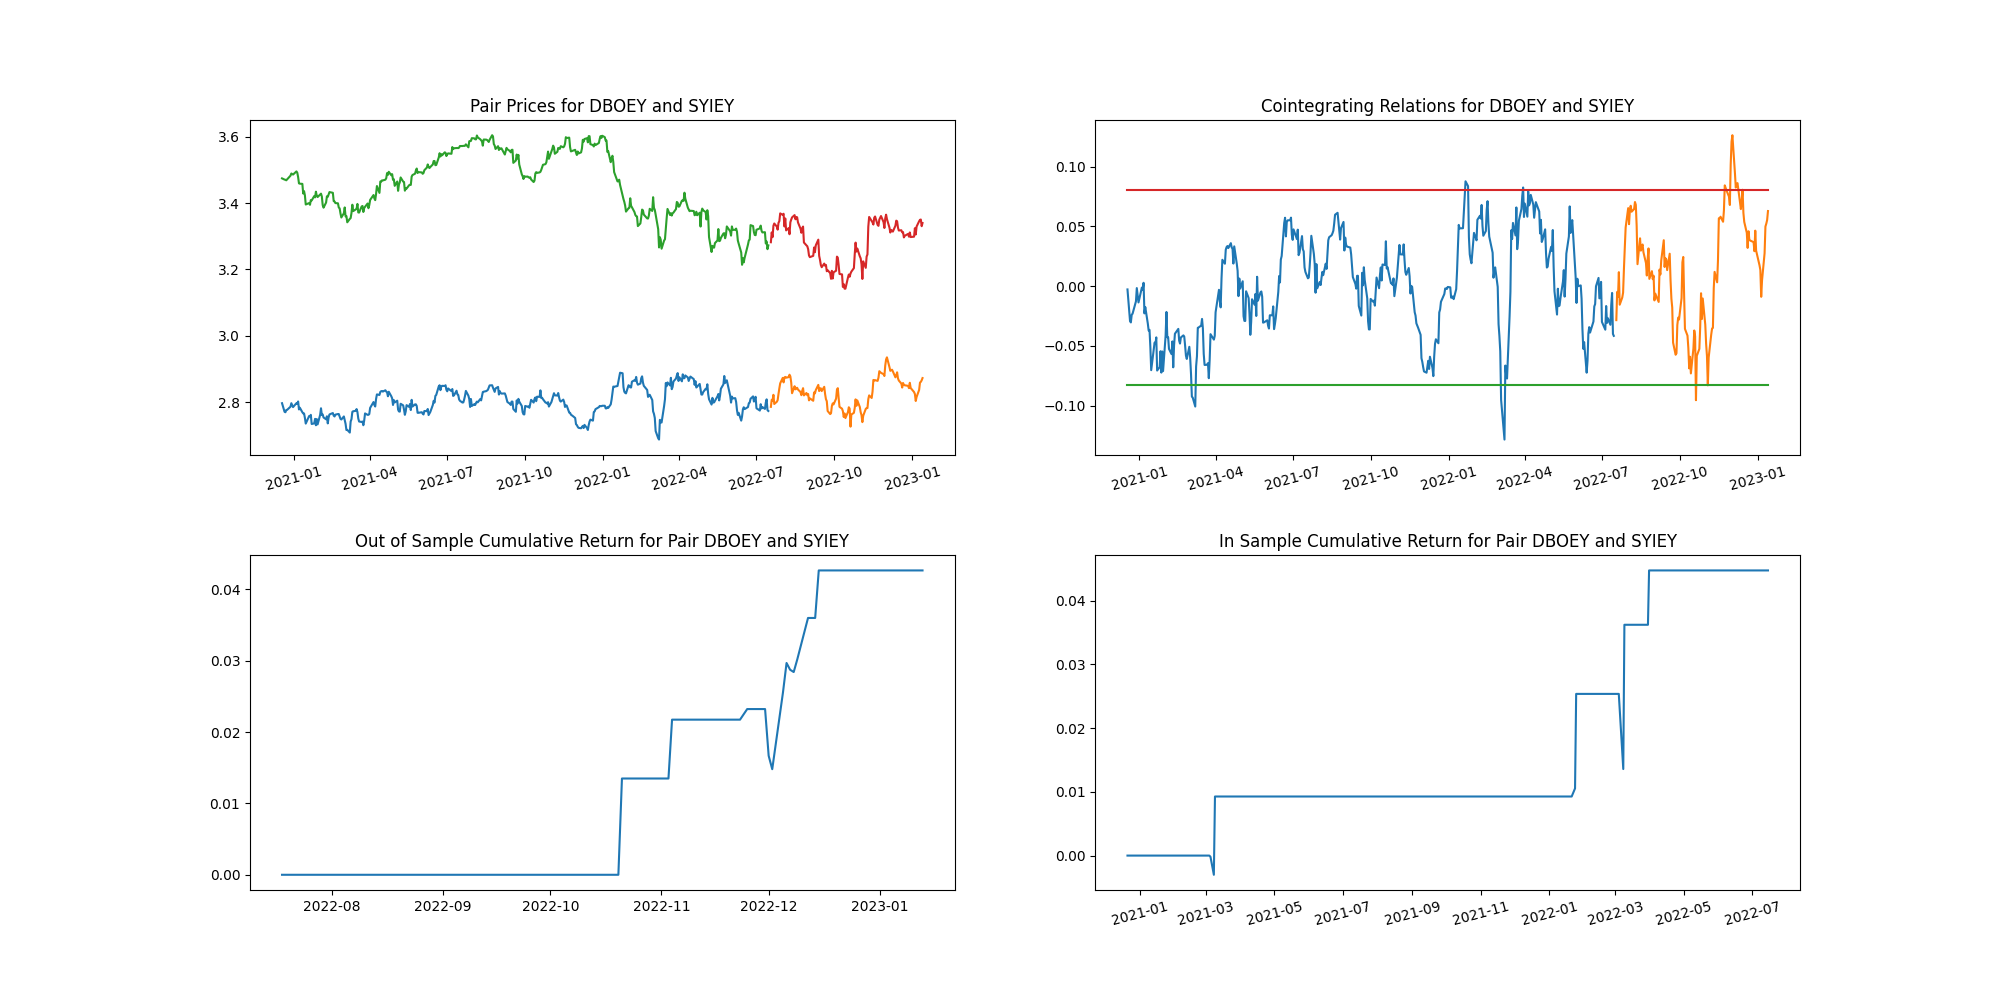 Pair Prices for DBOEY and SYIEY
3.6
3.4
3.2
3.0
2.8
2021-01 2021-04 2021-07 2021-10 2022-01 2022-04 2022-07 2022-10 2023-01
Cointegrating Relations for DBOEY and SYIEY
0.10
0.05
0.00
−0.05
−0.10
2021-01 2021-04 2021-07 2021-10 2022-01 2022-04 2022-07 2022-10 2023-01
Out of Sample Cumulative Return for Pair DBOEY and SYIEY
0.04
0.03
0.02
0.01
0.00
2022-08 2022-09 2022-10 2022-11 2022-12 2023-01
In Sample Cumulative Return for Pair DBOEY and SYIEY
0.04
0.03
0.02
0.01
0.00
2021-01 2021-03 2021-05 2021-07 2021-09 2021-11 2022-01 2022-03 2022-05 2022-07